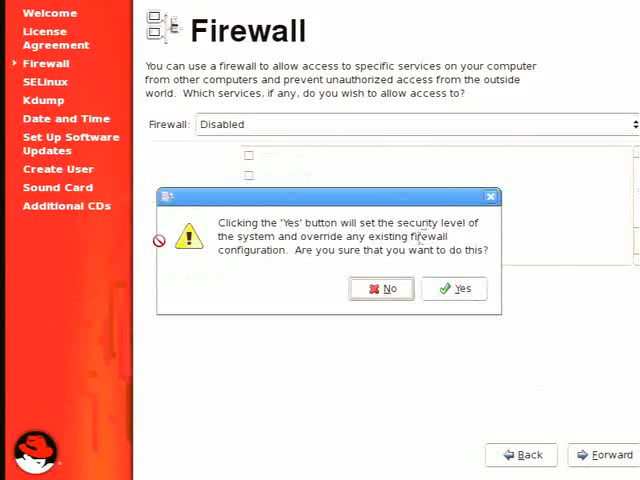 Welcome
License
Agreement
Firewall
SELinux
Kdump
Date and Time
Set Up Software
Updates
Create User
Sound Card
Additional CDs
Firewall
You can use a firewall to allow access to specific services on your computer
from other computers and prevent unauthorized access from the outside
world. Which services, if any, do you wish to allow access to?
Firewall: Disabled
Clicking the 'Yes' button will set the security level of
the system and override any existing firewall
configuration. Are you sure that you want to do this?
No
Yes
Back
Forward